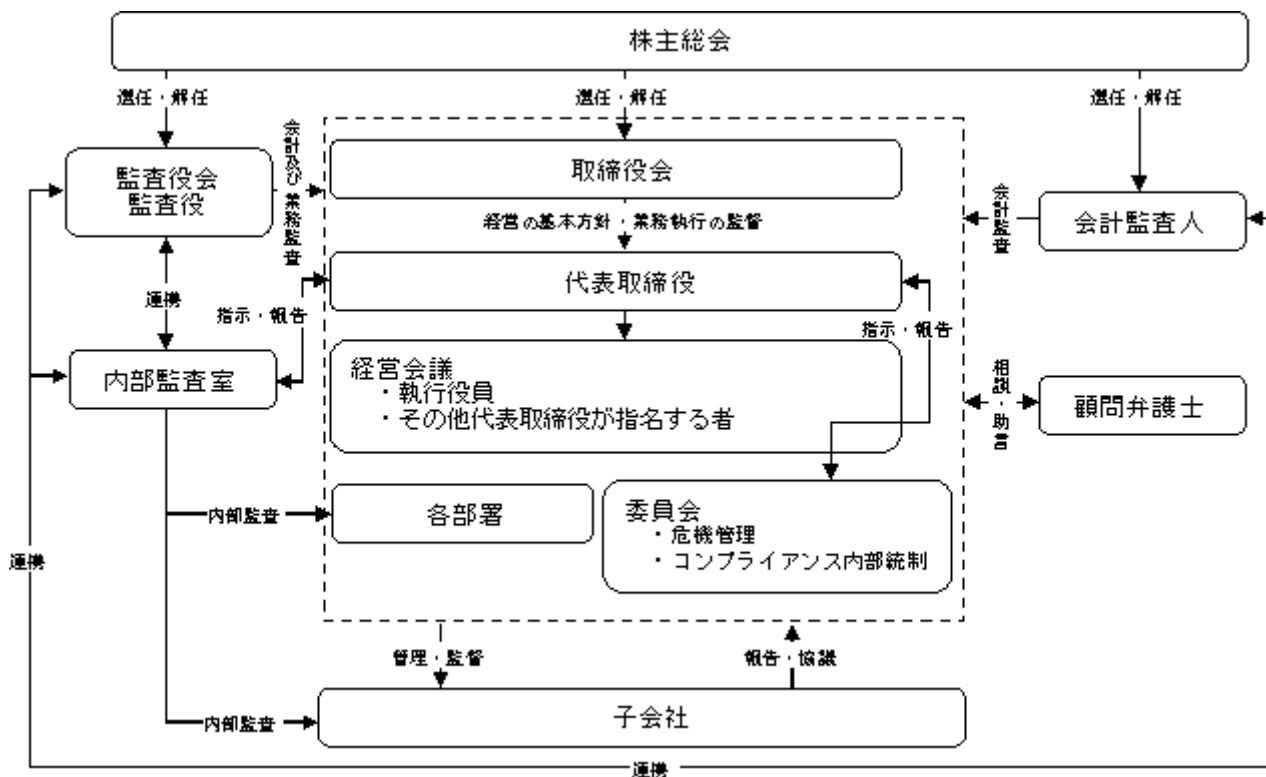 株主総会
選任・解任
選任・解任
選任・解任
監査役会
監査役
会計及び業務監査
取締役会
会計監査
会計監査人
経営の基本方針・業務執行の監督
代表取締役
連携
指示・報告
指示・報告
内部監査室
経営会議
・執行役員
・その他代表取締役が指名する者
相談・助言
顧問弁護士
内部監査
各部署
委員会
・危機管理
・コンプライアンス内部統制
連携
管理・監督
報告・協議
内部監査
子会社
連携